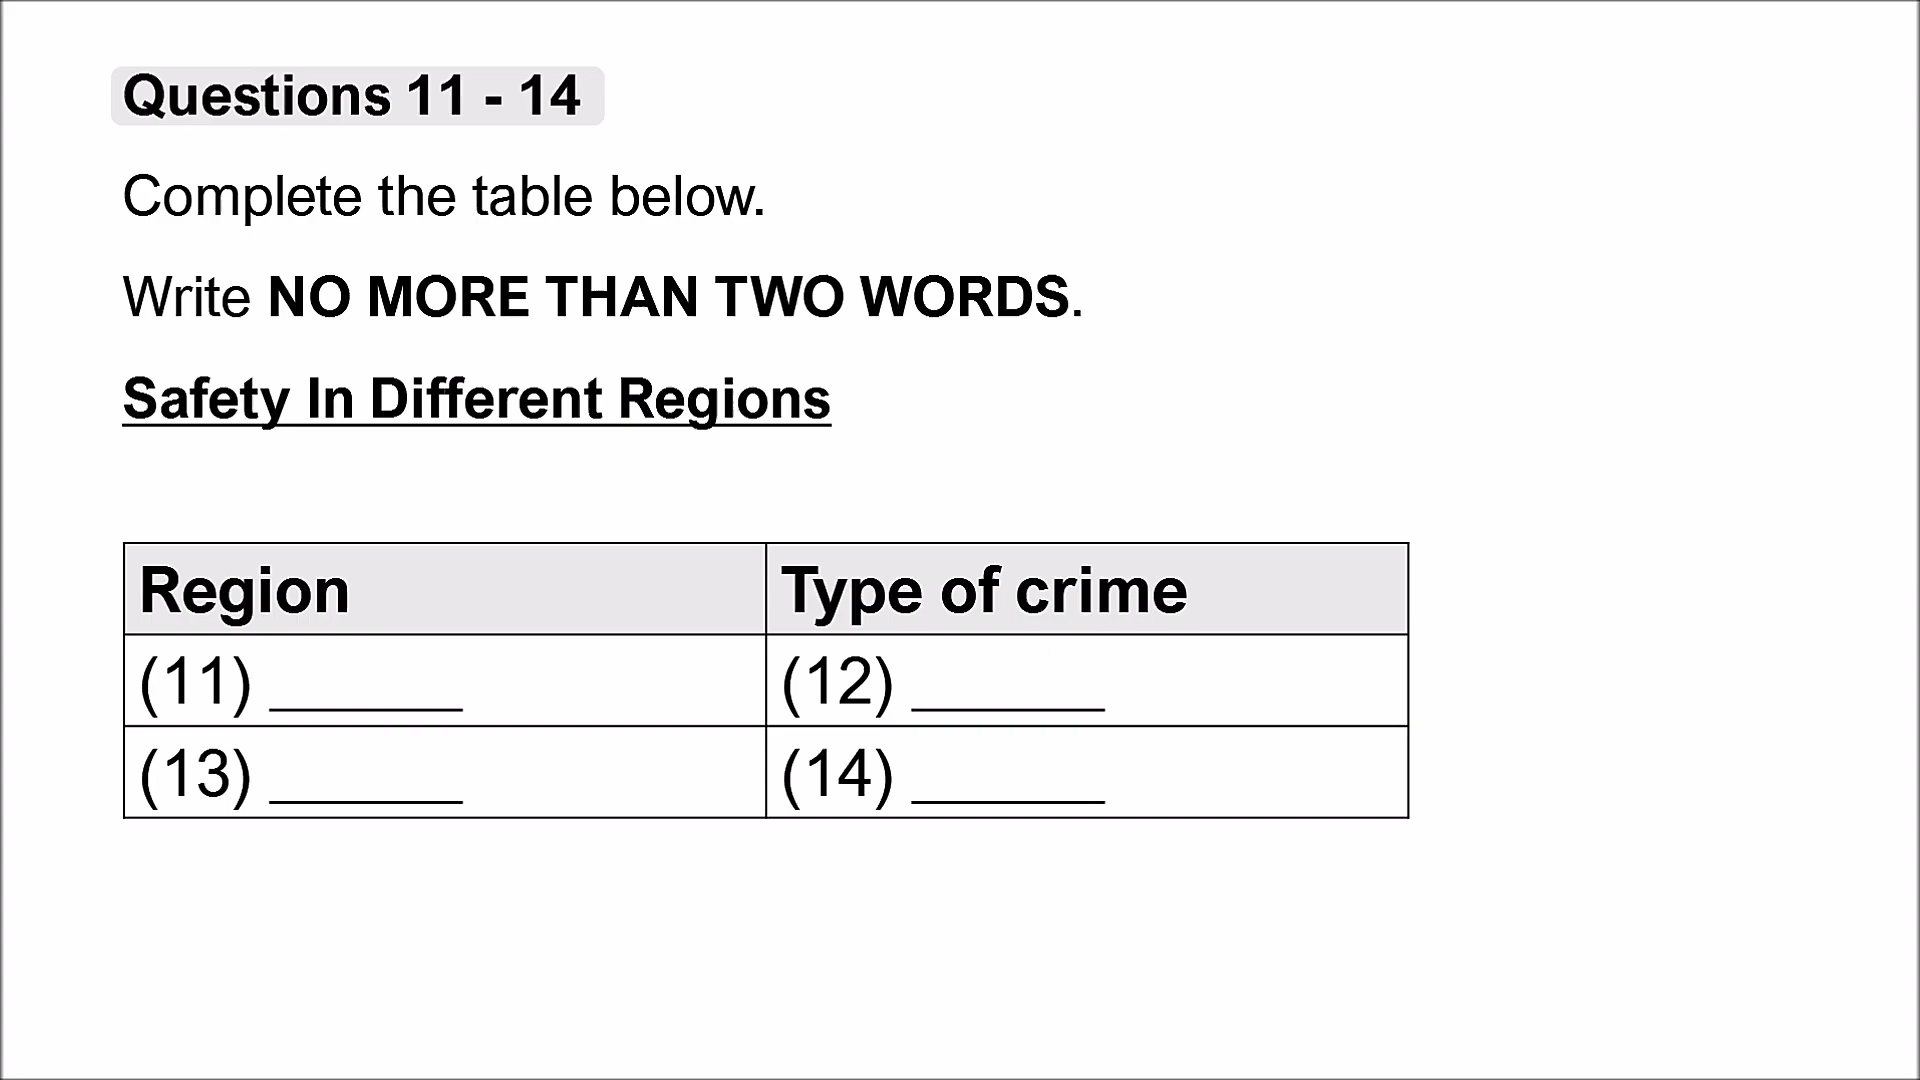 Questions 11 - 14
Complete the table below.
Write NO MORE THAN TWO WORDS.
Safety In Different Regions
Region Type of crime
(11) ______ (12) ______
(13) ______ (14) ______